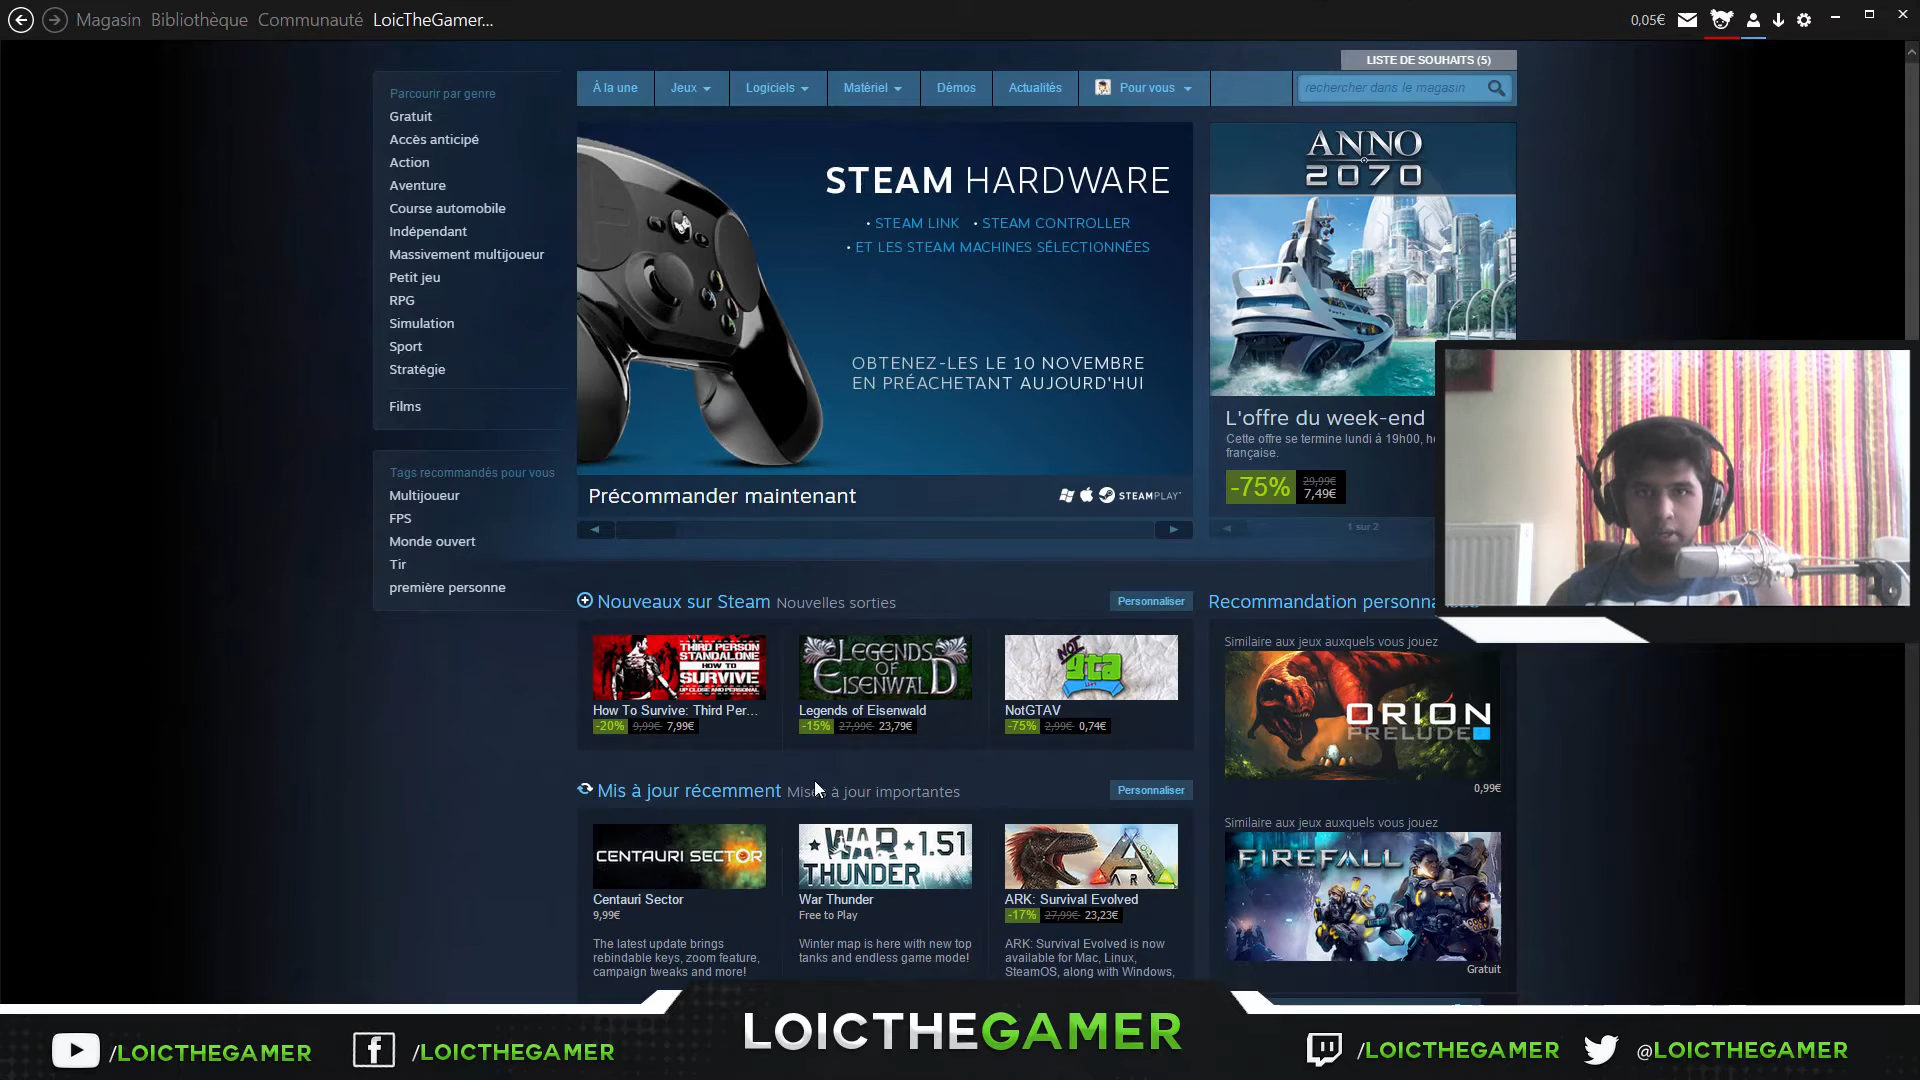 Magasin Bibliothèque Communauté LoicTheGamer...
0,05€
LISTE DE SOUHAITS (5)
À la une Jeux Logiciels Matériel Démos Actualités Pour vous
rechercher dans le magasin
Parcourir par genre
Gratuit
Accès anticipé
Action
Aventure
Course automobile
Indépendant
Massivement multijoueur
Petit jeu
RPG
Simulation
Sport
Stratégie
Films
Tags recommandés pour vous
Multijoueur
FPS
Monde ouvert
Tir
première personne
STEAM HARDWARE
• STEAM LINK • STEAM CONTROLLER
• ET LES STEAM MACHINES SÉLECTIONNÉES
OBTENEZ-LES LE 10 NOVEMBRE
EN PRÉACHETANT AUJOURD'HUI
Précommander maintenant
STEAMPLAY
ANNO
2070
L'offre du week-end
Cette offre se termine lundi à 19h00, he
française.
-75%
29,99€
7,49€
1 sur 2
Nouveaux sur Steam Nouvelles sorties
Personnaliser
THIRD PERSON
STANDALONE
HOW TO
SURVIVE
UP CLOSE AND PERSONAL
How To Survive: Third Per...
-20% 9,99€ 7,99€
LEGENDS
OF
EISENWALD
Legends of Eisenwald
-15% 27,99€ 23,79€
NOT
gta
NotGTAV
-75% 2,99€ 0,74€
Mis à jour récemment Mises à jour importantes
Personnaliser
CENTAURI SECTOR
Centauri Sector
9,99€
The latest update brings
rebindable keys, zoom feature,
campaign tweaks and more!
WAR 1.51
THUNDER
War Thunder
Free to Play
Winter map is here with new top
tanks and endless game mode!
ARK
ARK: Survival Evolved
-17% 27,99€ 23,23€
ARK: Survival Evolved is now
available for Mac, Linux,
SteamOS, along with Windows,
Recommandation personna
Similaire aux jeux auxquels vous jouez
ORION
PRELUDE
0,99€
Similaire aux jeux auxquels vous jouez
FIREFALL
Gratuit
/LOICTHEGAMER
/LOICTHEGAMER
LOICTHEGAMER
/LOICTHEGAMER
@LOICTHEGAMER